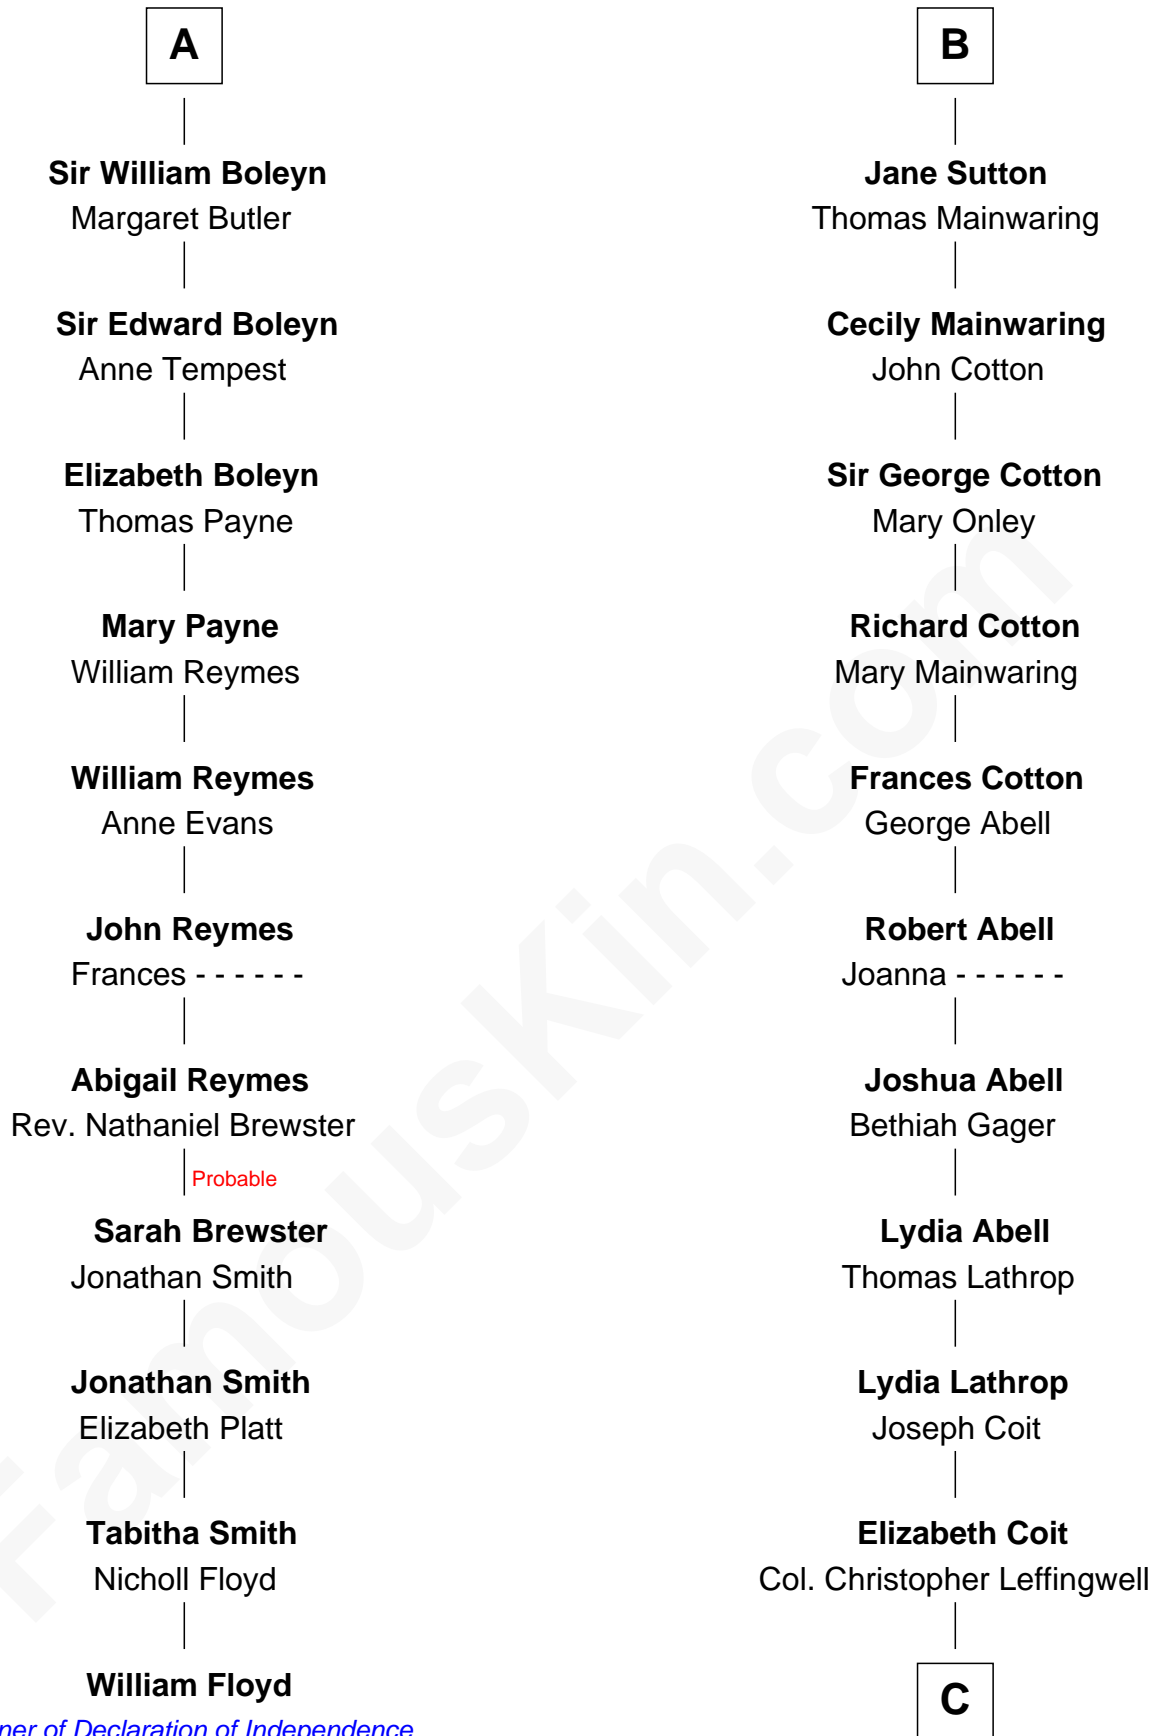 A
Sir William Boleyn
Margaret Butler
Sir Edward Boleyn
Anne Tempest
Elizabeth Boleyn
Thomas Payne
Mary Payne
William Reymes
William Reymes
Anne Evans
John Reymes
Frances - - - - - -
Abigail Reymes
Rev. Nathaniel Brewster
Probable
Sarah Brewster
Jonathan Smith
Jonathan Smith
Elizabeth Platt
Tabitha Smith
Nicholl Floyd
William Floyd
ner of Declaration of Independence
B
Jane Sutton
Thomas Mainwaring
Cecily Mainwaring
John Cotton
Sir George Cotton
Mary Onley
Richard Cotton
Mary Mainwaring
Frances Cotton
George Abell
Robert Abell
Joanna - - - - - -
Joshua Abell
Bethiah Gager
Lydia Abell
Thomas Lathrop
Lydia Lathrop
Joseph Coit
Elizabeth Coit
Col. Christopher Leffingwell
C
FamousKin.com